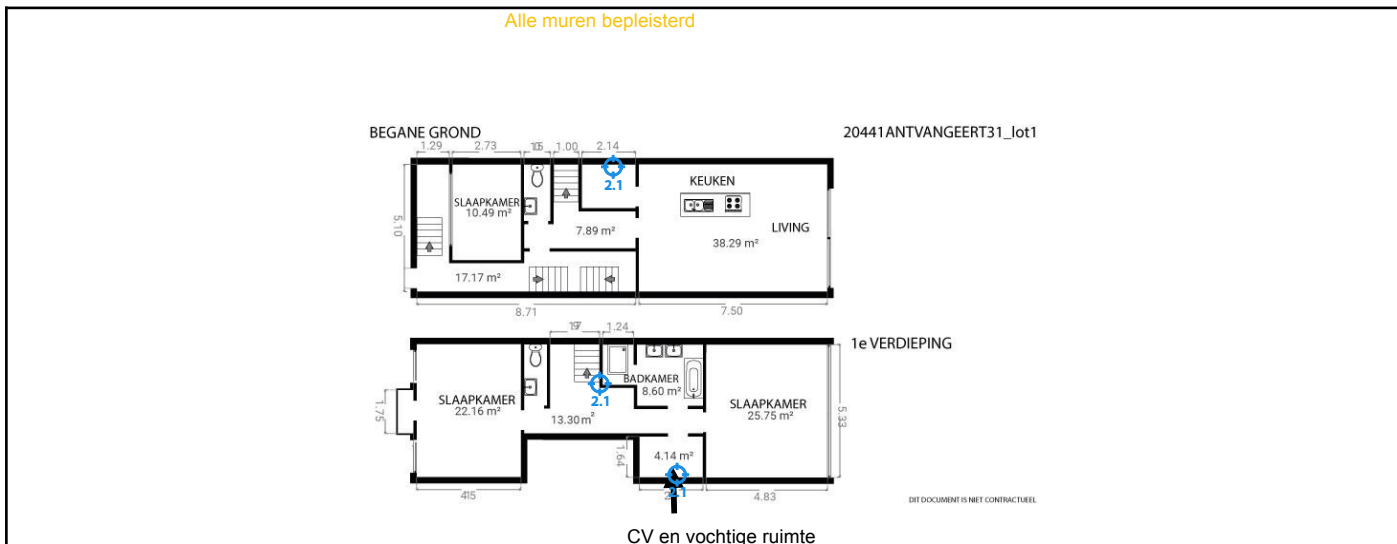 Alle muren bepleisterd
BEGANE GROND
20441ANTVANGEERT31_lot1
1.29 2.73 1.00 2.14
2.1
KEUKEN
SLAAPKAMER
10.49 m²
5.10
7.89 m²
LIVING
38.29 m²
17.17 m²
8.71 7.50
1.24
1e VERDIEPING
BADKAMER
8.60 m²
2.1
SLAAPKAMER
22.16 m²
SLAAPKAMER
25.75 m²
1.75
5.33
13.30 m²
1.64
4.14 m²
2.1
415 4.83
DIT DOCUMENT IS NIET CONTRACTUEEL
CV en vochtige ruimte